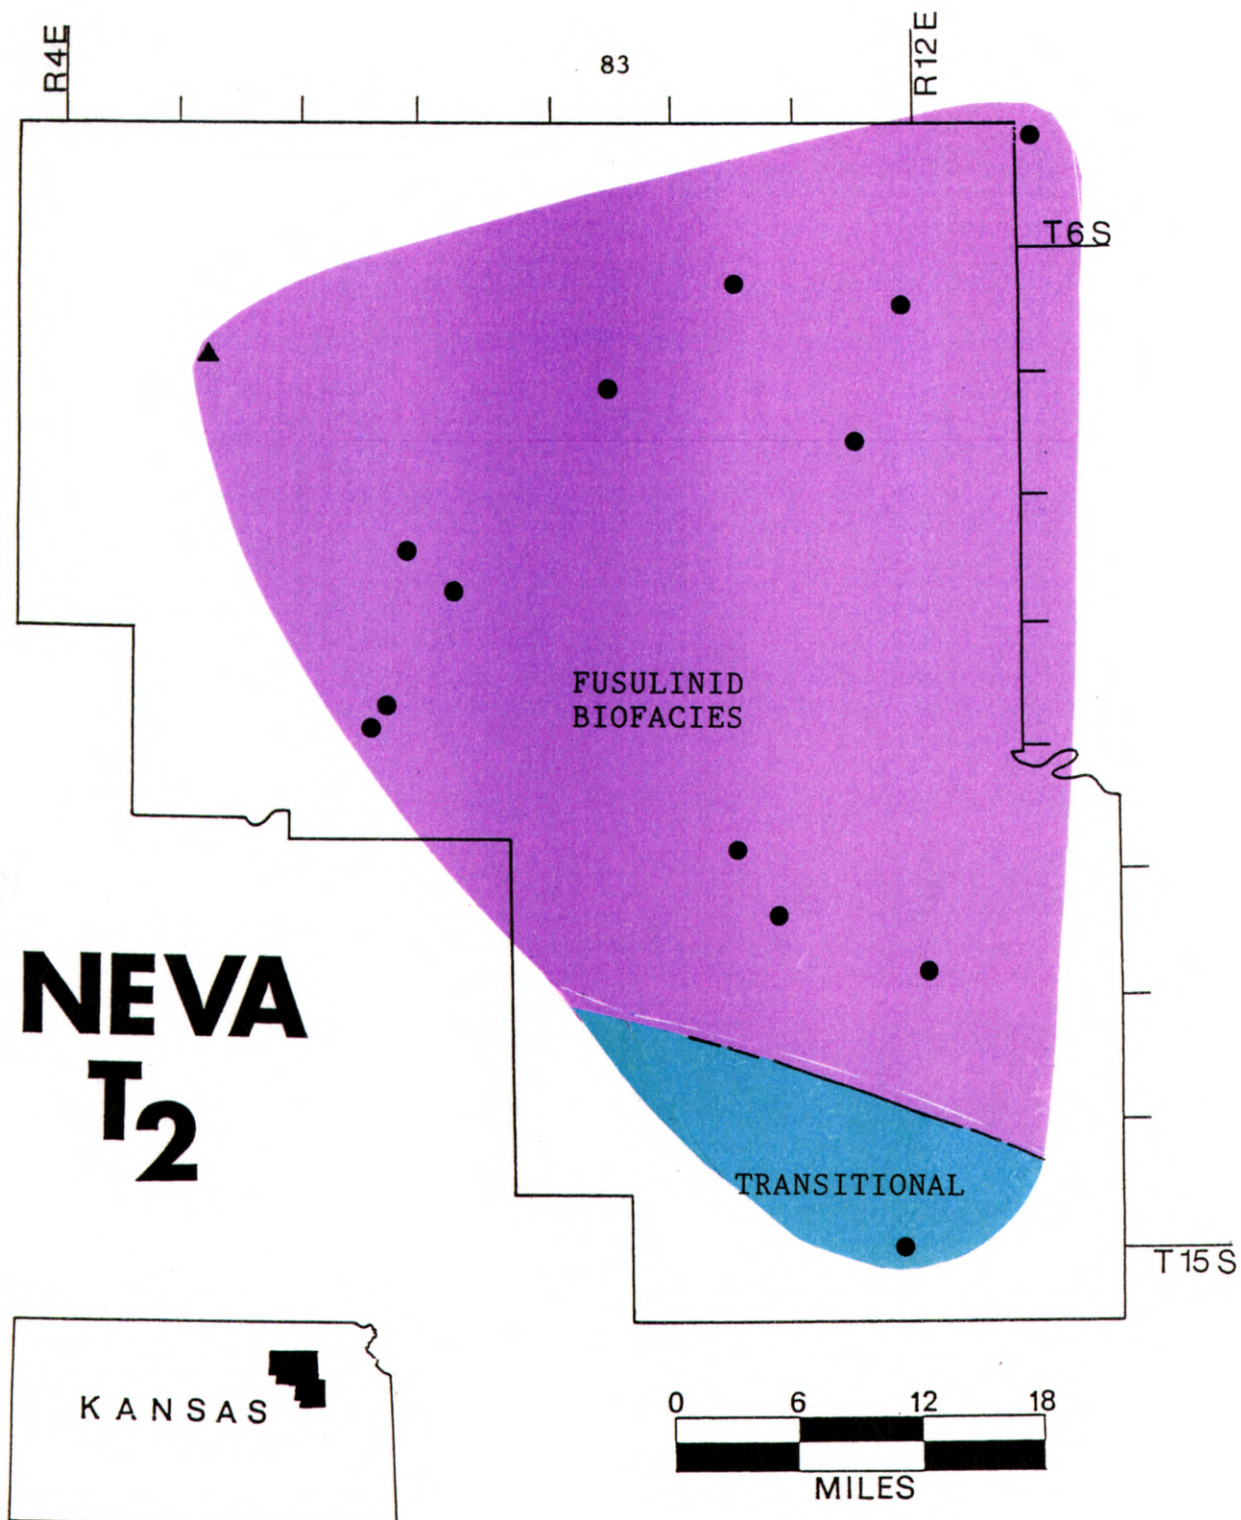 R4E
83
R12E
T6S
FUSULINID
BIOFACIES
NEVA
T2
TRANSITIONAL
T15S
KANSAS
0 6 12 18
MILES